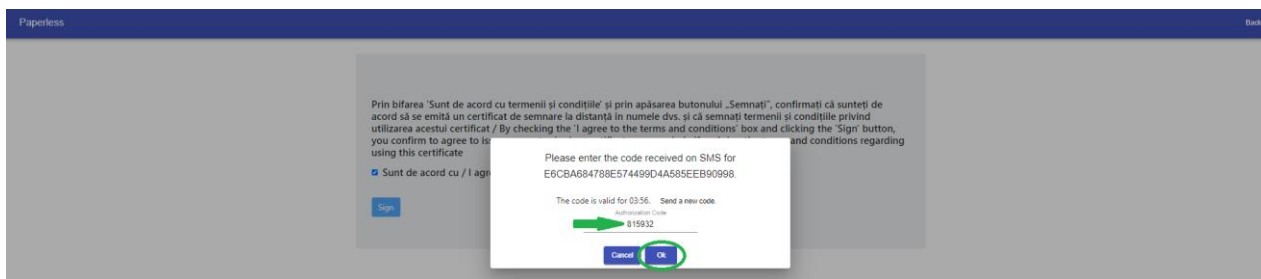 Paperless
Prin bifarea 'Sunt de acord cu termenii și condițiile' și prin apăsarea butonului „Semnați”, confirmați că sunteți de
acord să se emită un certificat de semnare la distanță în numele dvs. și că semnați termenii și condițiile privind
utilizarea acestui certificat / By checking the 'I agree to the terms and conditions' box and clicking the 'Sign' button,
you confirm to agree to and conditions regarding
using this certificate
Sunt de acord cu / I
Sign
Please enter the code received on SMS for
E6CBA684788E574499D4A585EEB90998.
The code is valid for 03:56. Send a new code.
Authorization Code
815932
Cancel Ok